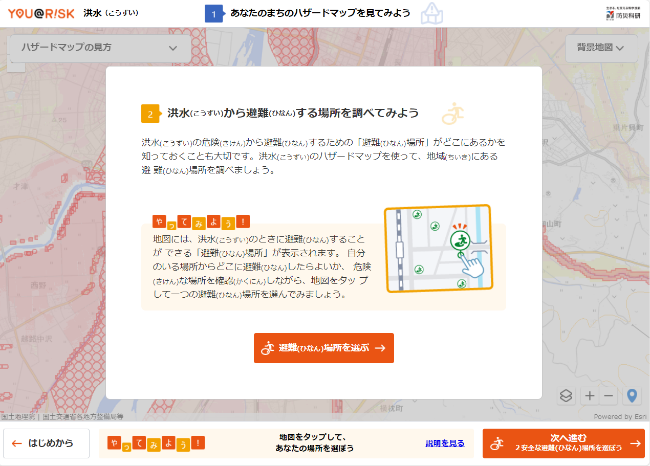 YOU@R!SK 洪水 (こうずい)
1 あなたのまちのハザードマップを見てみよう
防災科研
ハザードマップの見方
背景地図
2 洪水(こうずい)から避難(ひなん)する場所を調べてみよう
洪水(こうずい)の危険(きけん)から避難(ひなん)するための「避難(ひなん)場所」がどこにあるかを
知っておくことも大切です。洪水(こうずい)のハザードマップを使って、地域(ちいき)にある
避 難(ひなん)場所を調べましょう。
やってみよう!
地図には、洪水(こうずい)のときに避難(ひなん)すること
が できる「避難(ひなん)場所」が表示されます。 自分
のいる場所からどこに避難(ひなん)したらよいか、 危険
(きけん)な場所を確認(かくにん)しながら、地図をタッ プ
して一つの避難(ひなん)場所を選んでみましょう。
避難(ひなん)場所を選ぶ →
国土地理院 | 国土交通省各地方整備局等
Powered by Esri
← はじめから
やってみよう!
地図をタップして、
あなたの場所を選ぼう
説明を見る
次へ進む
2 安全な避難(ひなん)場所を選ぼう →